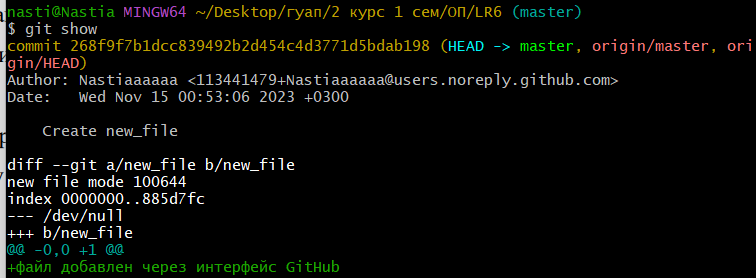 nasti@Nastia MINGW64 ~/Desktop/гуап/2 курс 1 сем/ОП/LR6 (master)
$ git show
commit 268f9f7b1dcc839492b2d454c4d3771d5bdab198 (HEAD -> master, origin/master, ori
gin/HEAD)
Author: Nastiaaaaaa <113441479+Nastiaaaaaa@users.noreply.github.com>
Date:   Wed Nov 15 00:53:06 2023 +0300
    Create new_file
diff --git a/new_file b/new_file
new file mode 100644
index 0000000..885d7fc
--- /dev/null
+++ b/new_file
@@ -0,0 +1 @@
+файл добавлен через интерфейс GitHub